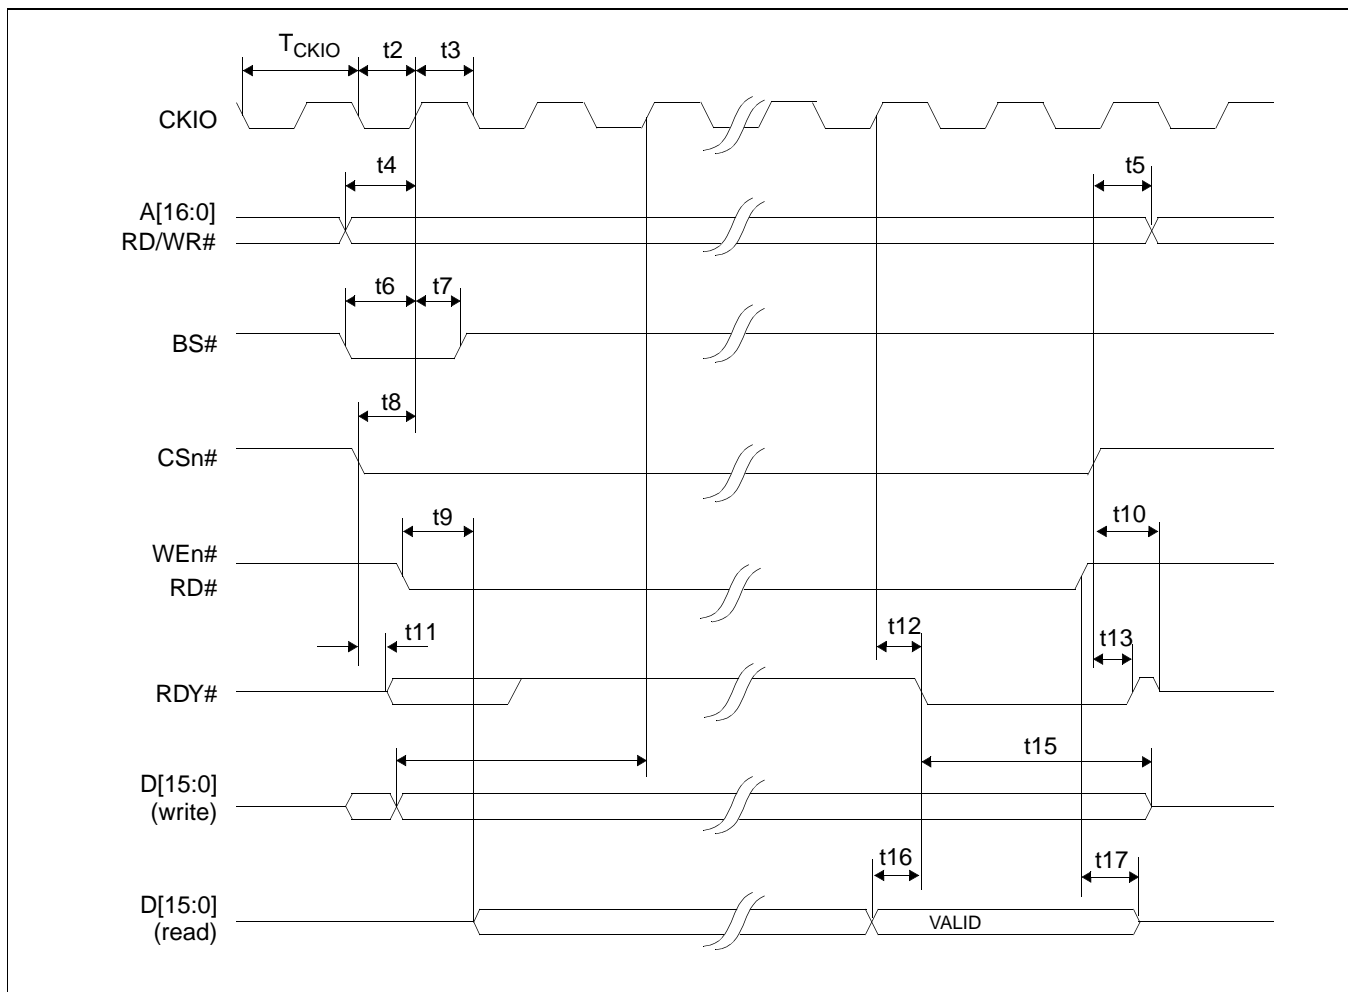 TCKIO t2 t3
CKIO
t4 t5
A[16:0]
RD/WR#
t6 t7
BS#
t8
CSn#
t9 t10
WEn#
RD#
t11 t12 t13
RDY#
t15
D[15:0]
(write)
t16 t17
D[15:0]
(read)
VALID